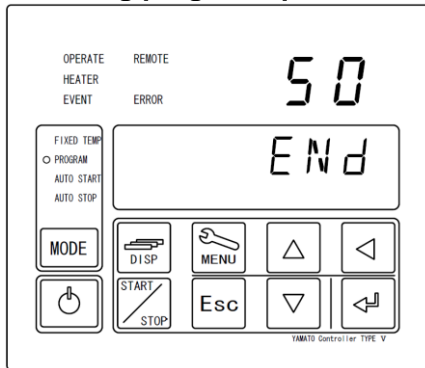 OPERATE REMOTE
HEATER
EVENT ERROR
50
FIXED TEMP
PROGRAM
AUTO START
AUTO STOP
ENd
MODE
DISP
MENU
START
STOP
Esc
YAMATO Controller TYPE V